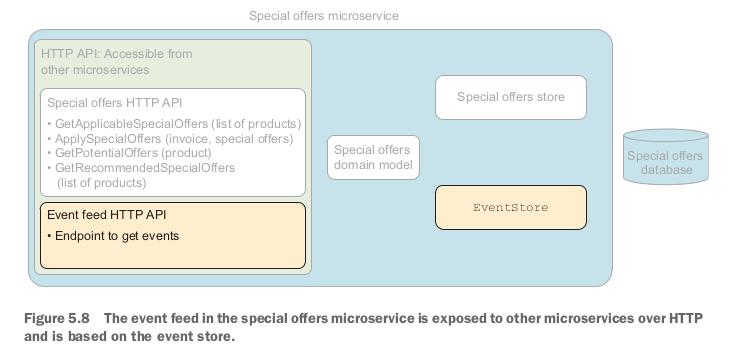 Special offers microservice
HTTP API: Accessible from
other microservices
Special offers HTTP API
• GetApplicableSpecialOffers (list of products)
• ApplySpecialOffers (invoice, special offers)
• GetPotentialOffers (product)
• GetRecommendedSpecialOffers
(list of products)
Event feed HTTP API
• Endpoint to get events
Special offers
domain model
Special offers store
EventStore
Special offers
database
Figure 5.8 The event feed in the special offers microservice is exposed to other microservices over HTTP
and is based on the event store.